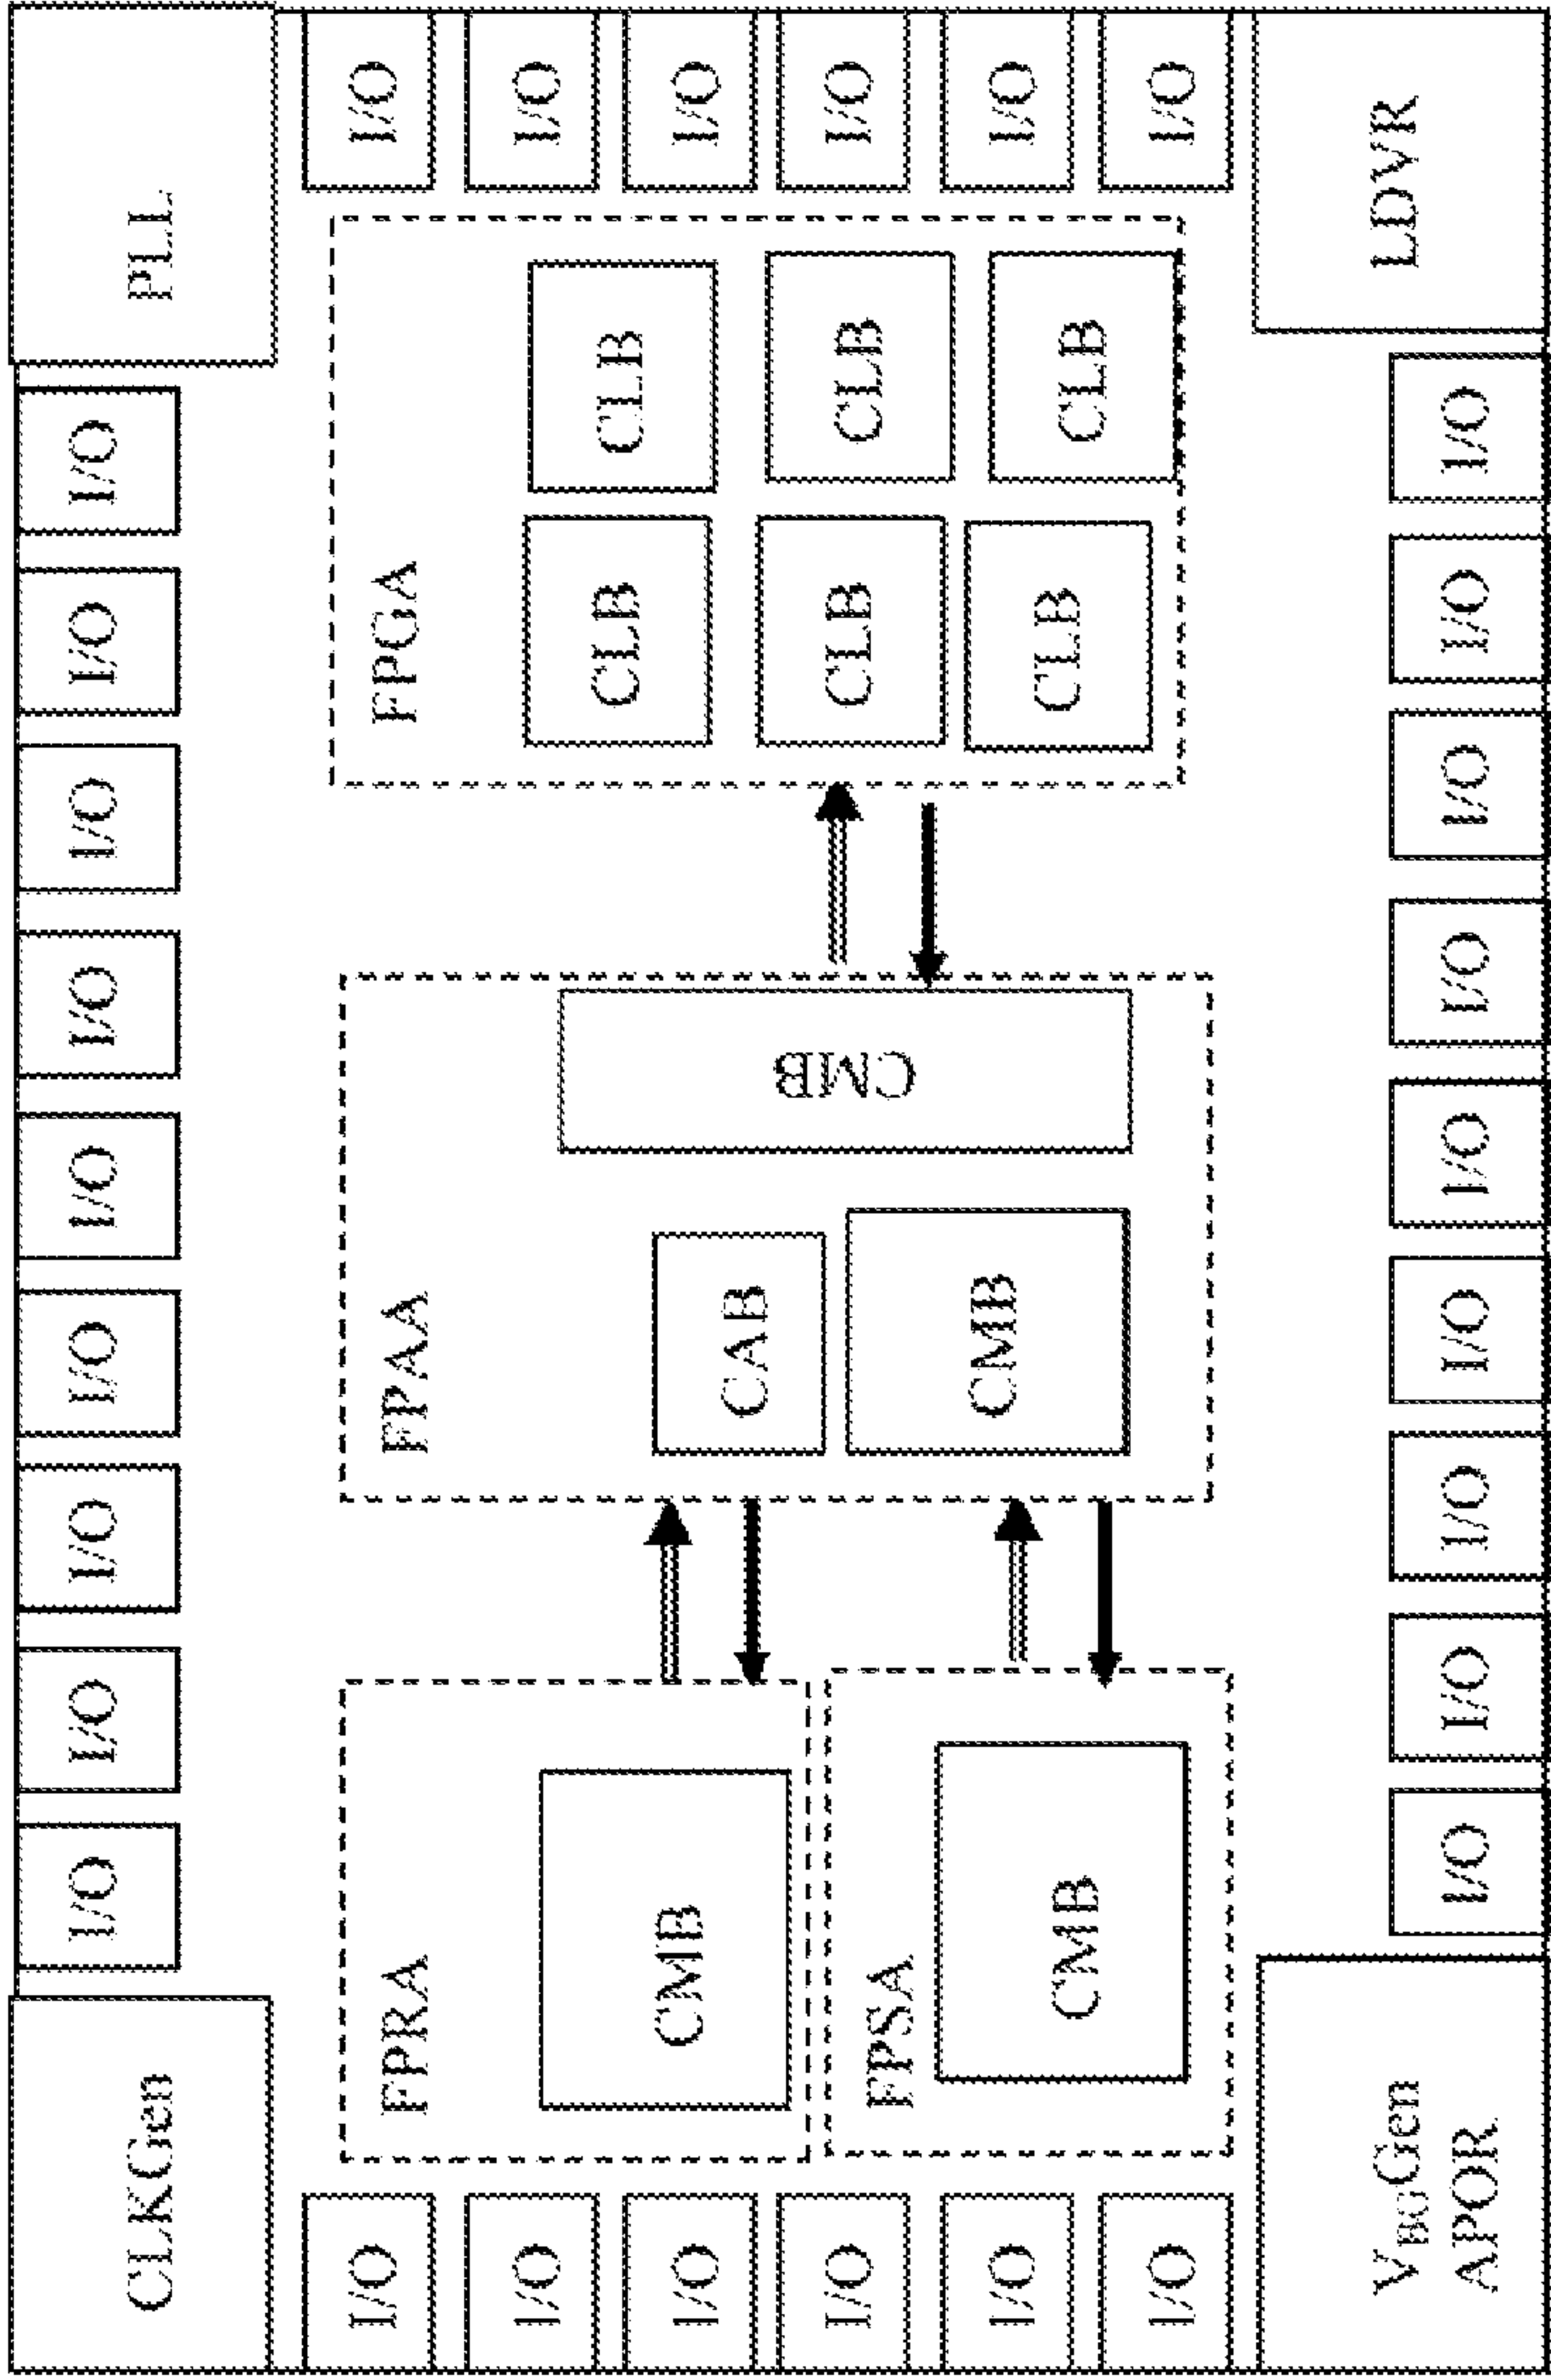 CLKGen
I/O
I/O
I/O
I/O
I/O
I/O
I/O
I/O
I/O
PLL
I/O
I/O
I/O
I/O
I/O
I/O
FPRA
CMB
FPSA
CMB
FPAA
CAB
CMB
CMB
FPGA
CLB
CLB
CLB
CLB
CLB
CLB
I/O
I/O
I/O
I/O
I/O
I/O
VBGGen
APOR
I/O
I/O
I/O
I/O
I/O
I/O
I/O
I/O
I/O
LDVR